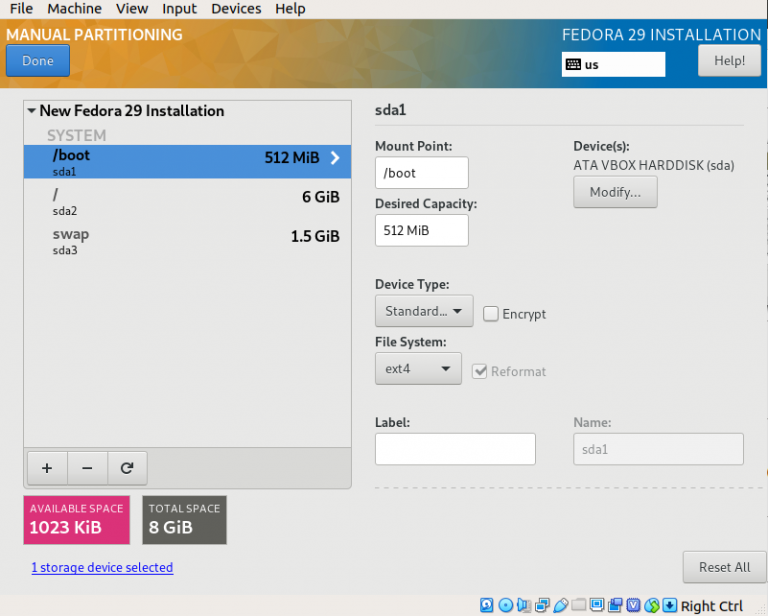 File Machine View Input Devices Help
MANUAL PARTITIONING
FEDORA 29 INSTALLATION
Done
us
Help!
New Fedora 29 Installation
SYSTEM
/boot 512 MiB
sda1
/ 6 GiB
sda2
swap 1.5 GiB
sda3
+ −
AVAILABLE SPACE
1023 KiB
TOTAL SPACE
8 GiB
1 storage device selected
sda1
Mount Point:
/boot
Device(s):
ATA VBOX HARDDISK (sda)
Modify...
Desired Capacity:
512 MiB
Device Type:
Standard...
Encrypt
File System:
ext4
Reformat
Label:
Name:
sda1
Reset All
Right Ctrl